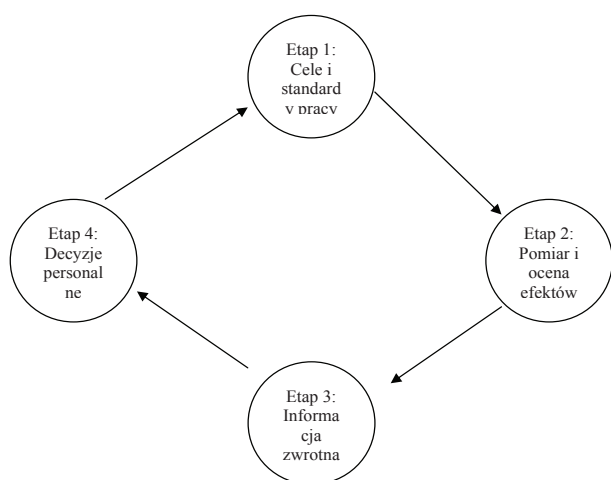 Etap 1:
Cele i
standard
y pracy
Etap 4:
Decyzje
personal
ne
Etap 2:
Pomiar i
ocena
efektów
Etap 3:
Informa
cja
zwrotna